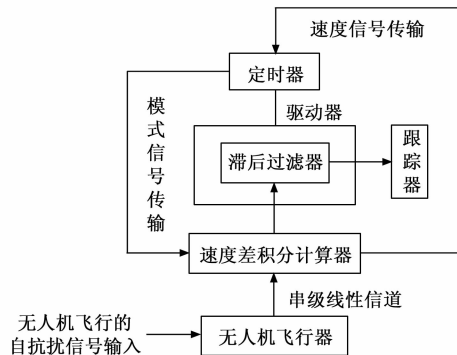 速度信号传输
定时器
模式信号传输
驱动器
滞后过滤器
跟踪器
速度差积分计算器
串级线性信道
无人机飞行的
自抗扰信号输入
无人机飞行器